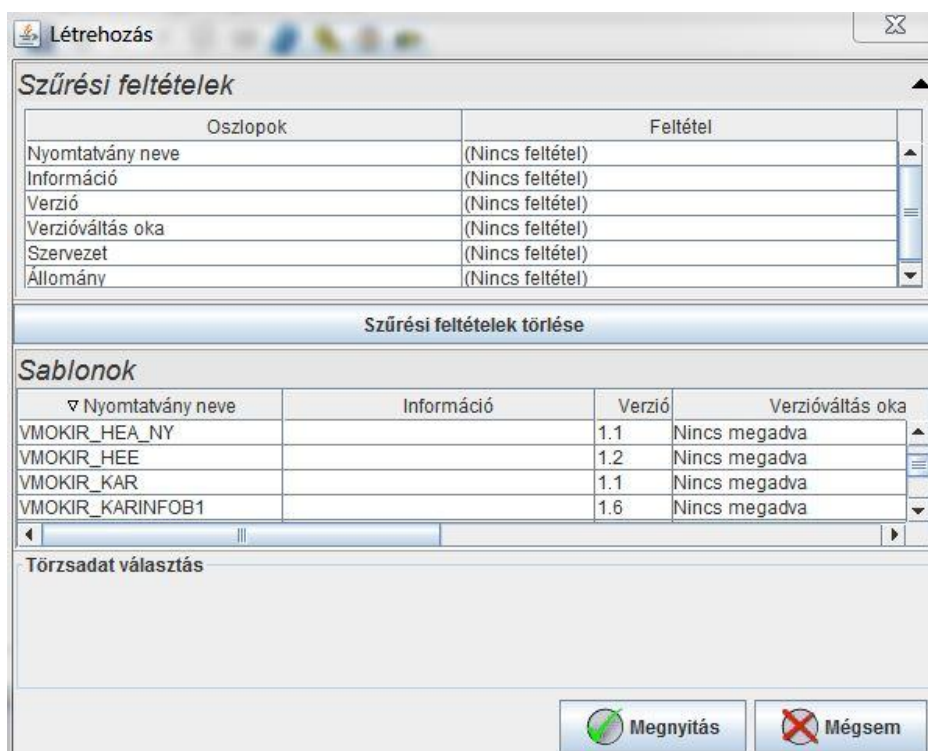 Létrehozás
Szűrési feltételek
Oszlopok Feltétel
Nyomtatvány neve (Nincs feltétel)
Információ (Nincs feltétel)
Verzió (Nincs feltétel)
Verzióváltás oka (Nincs feltétel)
Szervezet (Nincs feltétel)
Állomány (Nincs feltétel)
Szűrési feltételek törlése
Sablonok
Nyomtatvány neve Információ Verzió Verzióváltás oka
VMOKIR_HEA_NY 1.1 Nincs megadva
VMOKIR_HEE 1.2 Nincs megadva
VMOKIR_KAR 1.1 Nincs megadva
VMOKIR_KARINFOB1 1.6 Nincs megadva
Törzsadat választás
Megnyitás Mégsem